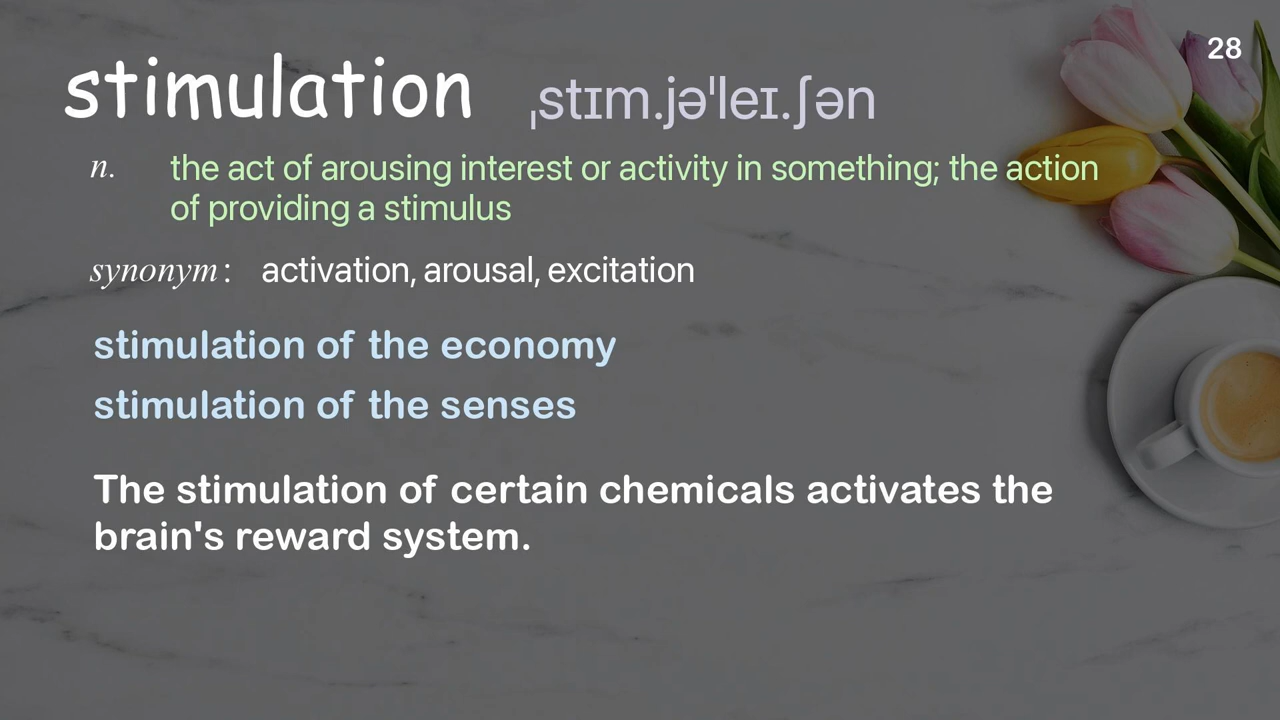 28
stimulation ˌstɪm.jəˈleɪ.ʃən
n. the act of arousing interest or activity in something; the action
of providing a stimulus
synonym: activation, arousal, excitation
stimulation of the economy
stimulation of the senses
The stimulation of certain chemicals activates the
brain's reward system.